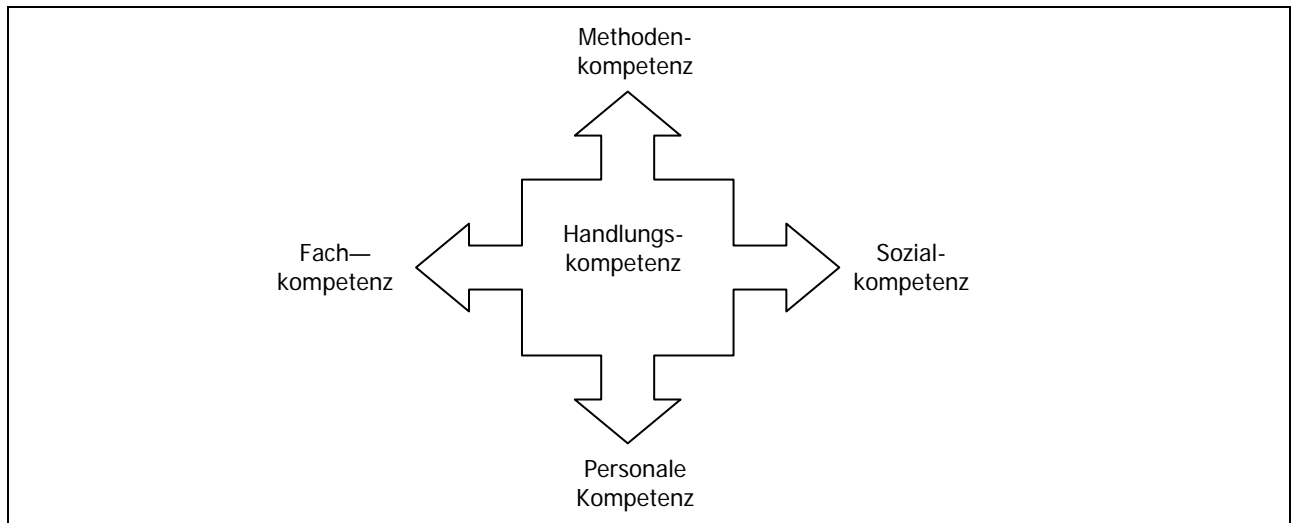 Methoden-
kompetenz
Fach—
kompetenz
Handlungs-
kompetenz
Sozial-
kompetenz
Personale
Kompetenz